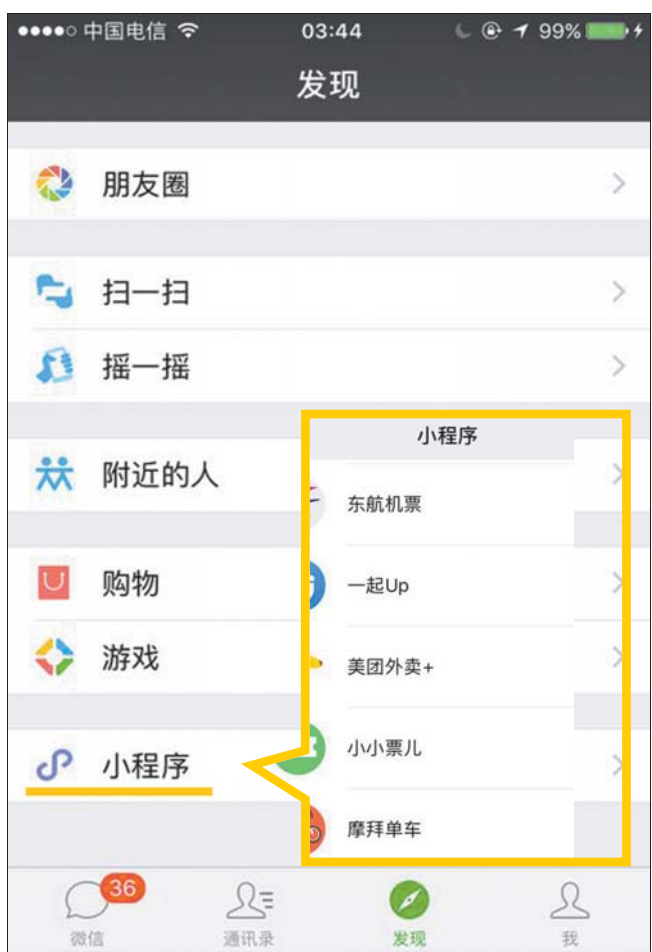 中国电信 03:44 99%
发现
朋友圈
扫一扫
摇一摇
附近的人
购物
游戏
小程序
小程序
东航机票
一起Up
美团外卖+
小小票儿
摩拜单车
36
微信 通讯录 发现 我